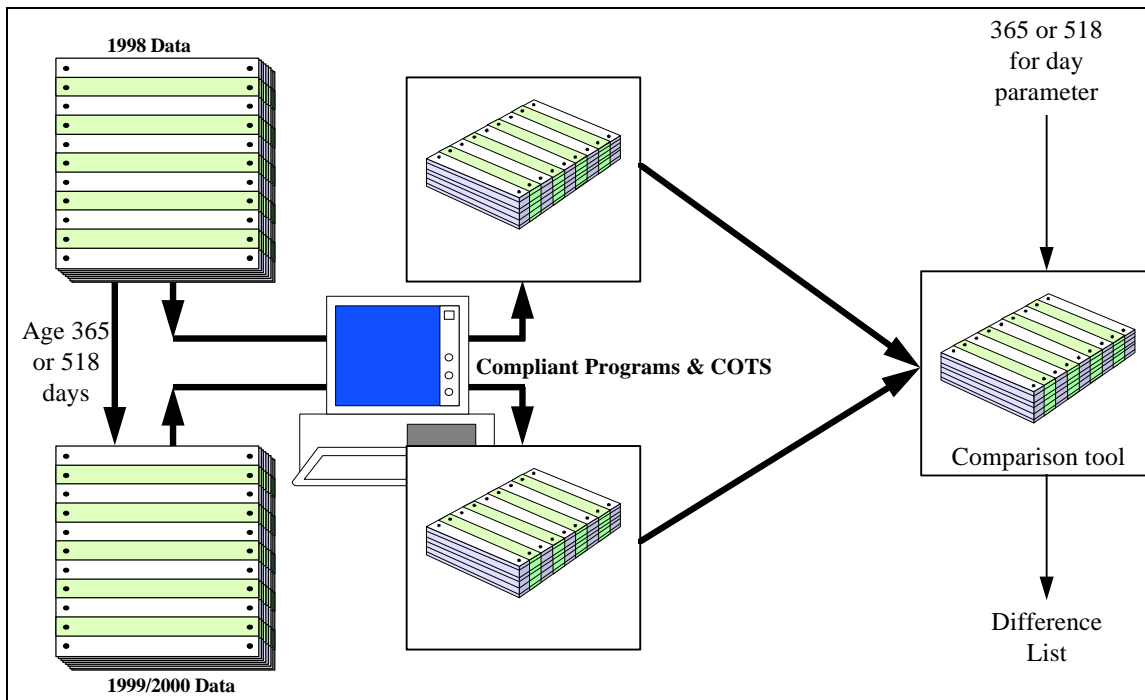 1998 Data
365 or 518
for day
parameter
Age 365
or 518
days
Compliant Programs & COTS
Comparison tool
1999/2000 Data
Difference
List